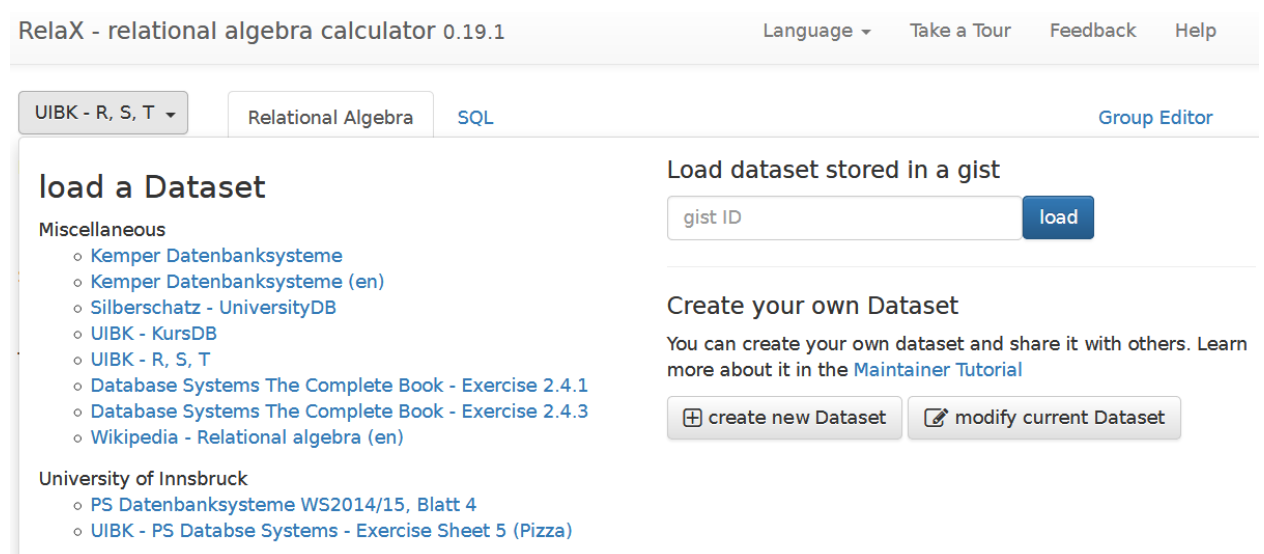 RelaX - relational algebra calculator 0.19.1
Language
Take a Tour
Feedback
Help
UIBK - R, S, T
Relational Algebra
SQL
Group Editor
load a Dataset
Miscellaneous
Kemper Datenbanksysteme
Kemper Datenbanksysteme (en)
Silberschatz - UniversityDB
UIBK - KursDB
UIBK - R, S, T
Database Systems The Complete Book - Exercise 2.4.1
Database Systems The Complete Book - Exercise 2.4.3
Wikipedia - Relational algebra (en)
University of Innsbruck
PS Datenbanksysteme WS2014/15, Blatt 4
UIBK - PS Databse Systems - Exercise Sheet 5 (Pizza)
Load dataset stored in a gist
gist ID
load
Create your own Dataset
You can create your own dataset and share it with others. Learn
more about it in the Maintainer Tutorial
create new Dataset
modify current Dataset